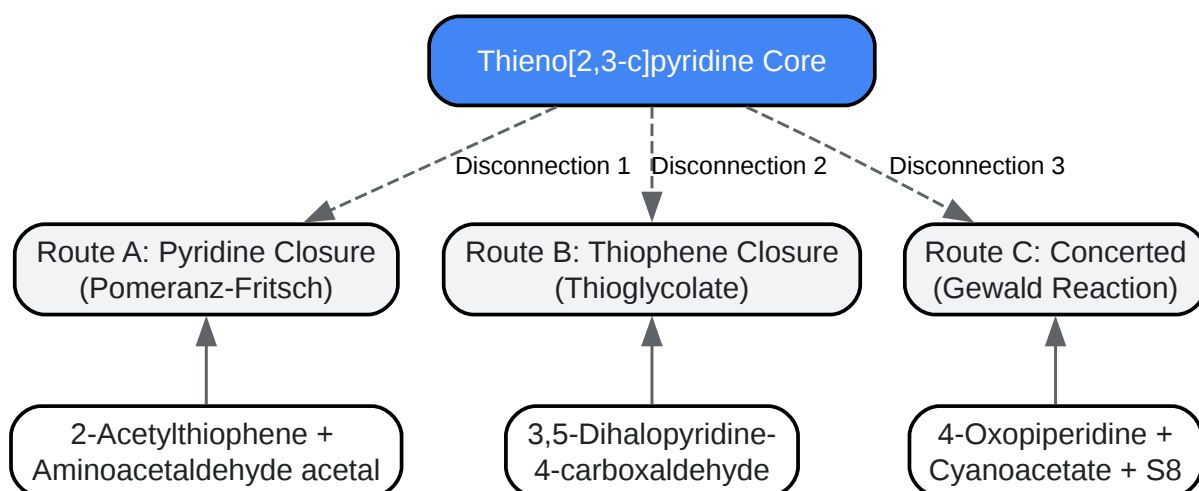 Thieno[2,3-c]pyridine Core
Disconnection 1
Disconnection 2
Disconnection 3
Route A: Pyridine Closure
(Pomeranz-Fritsch)
Route B: Thiophene Closure
(Thioglycolate)
Route C: Concerted
(Gewald Reaction)
2-Acetylthiophene +
Aminoacetaldehyde acetal
3,5-Dihalopyridine-
4-carboxaldehyde
4-Oxopiperidine +
Cyanoacetate + S8